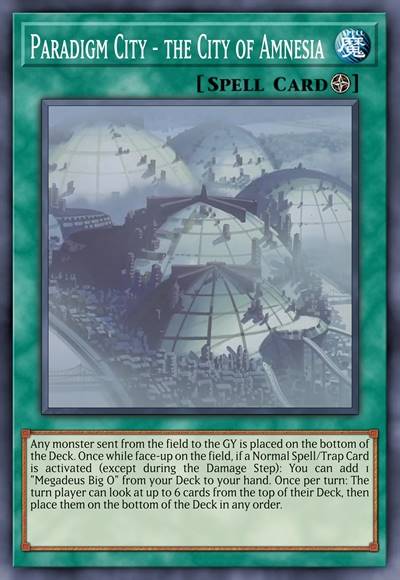 Paradigm City - the City of Amnesia
魔
[Spell Card]
Any monster sent from the field to the GY is placed on the bottom of
the Deck. Once while face-up on the field, if a Normal Spell/Trap Card
is activated (except during the Damage Step): You can add 1
"Megadeus Big O" from your Deck to your hand. Once per turn: The
turn player can look at up to 6 cards from the top of their Deck, then
place them on the bottom of the Deck in any order.